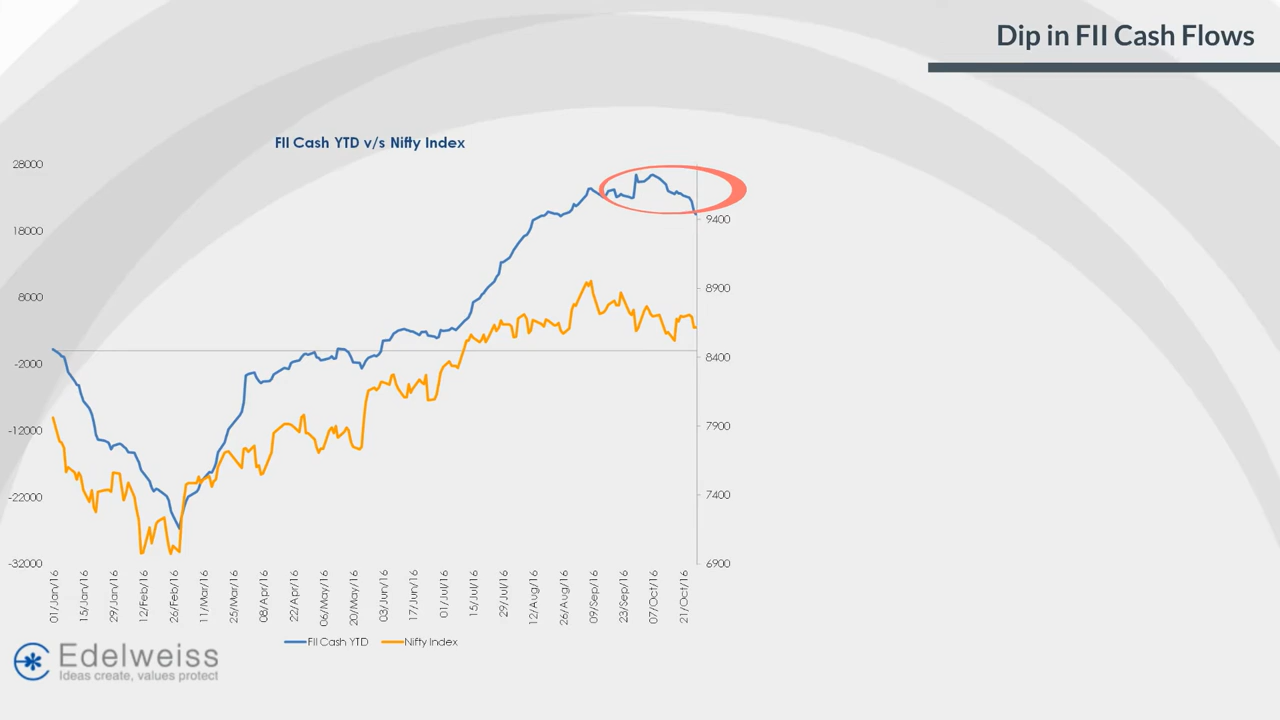 Dip in FII Cash Flows
FII Cash YTD v/s Nifty Index
28000
18000
8000
-2000
-12000
-22000
-32000
9400
8900
8400
7900
7400
6900
01/Jan/16
15/Jan/16
29/Jan/16
12/Feb/16
26/Feb/16
11/Mar/16
25/Mar/16
08/Apr/16
22/Apr/16
06/May/16
20/May/16
03/Jun/16
17/Jun/16
01/Jul/16
15/Jul/16
29/Jul/16
12/Aug/16
26/Aug/16
09/Sep/16
23/Sep/16
07/Oct/16
21/Oct/16
FII Cash YTD
Nifty Index
Edelweiss
Ideas create, values protect